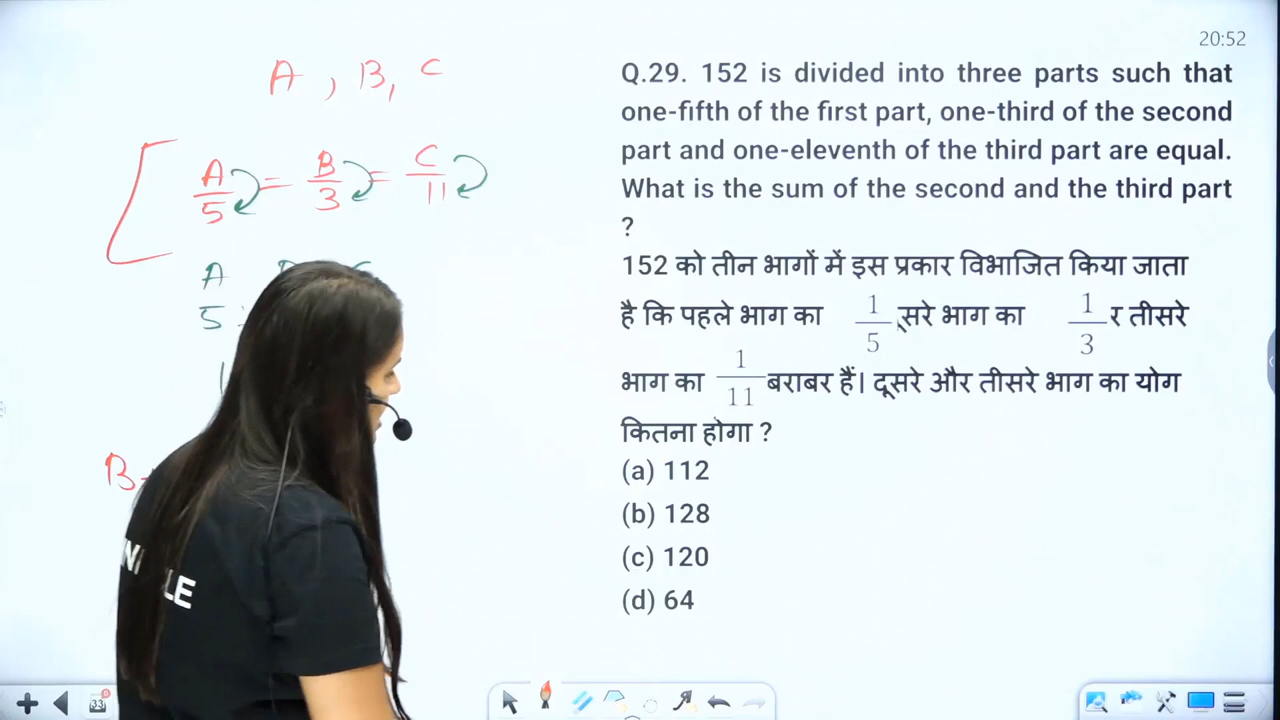 20:52
A , B, C
A/5 = B/3 = C/11
A
5 :
B
Q.29. 152 is divided into three parts such that
one-fifth of the first part, one-third of the second
part and one-eleventh of the third part are equal.
What is the sum of the second and the third part
?
152 को तीन भागों में इस प्रकार विभाजित किया जाता
है कि पहले भाग का 1/5 ूसरे भाग का 1/3 र तीसरे
भाग का 1/11 बराबर हैं। दूसरे और तीसरे भाग का योग
कितना होगा ?
(a) 112
(b) 128
(c) 120
(d) 64
33